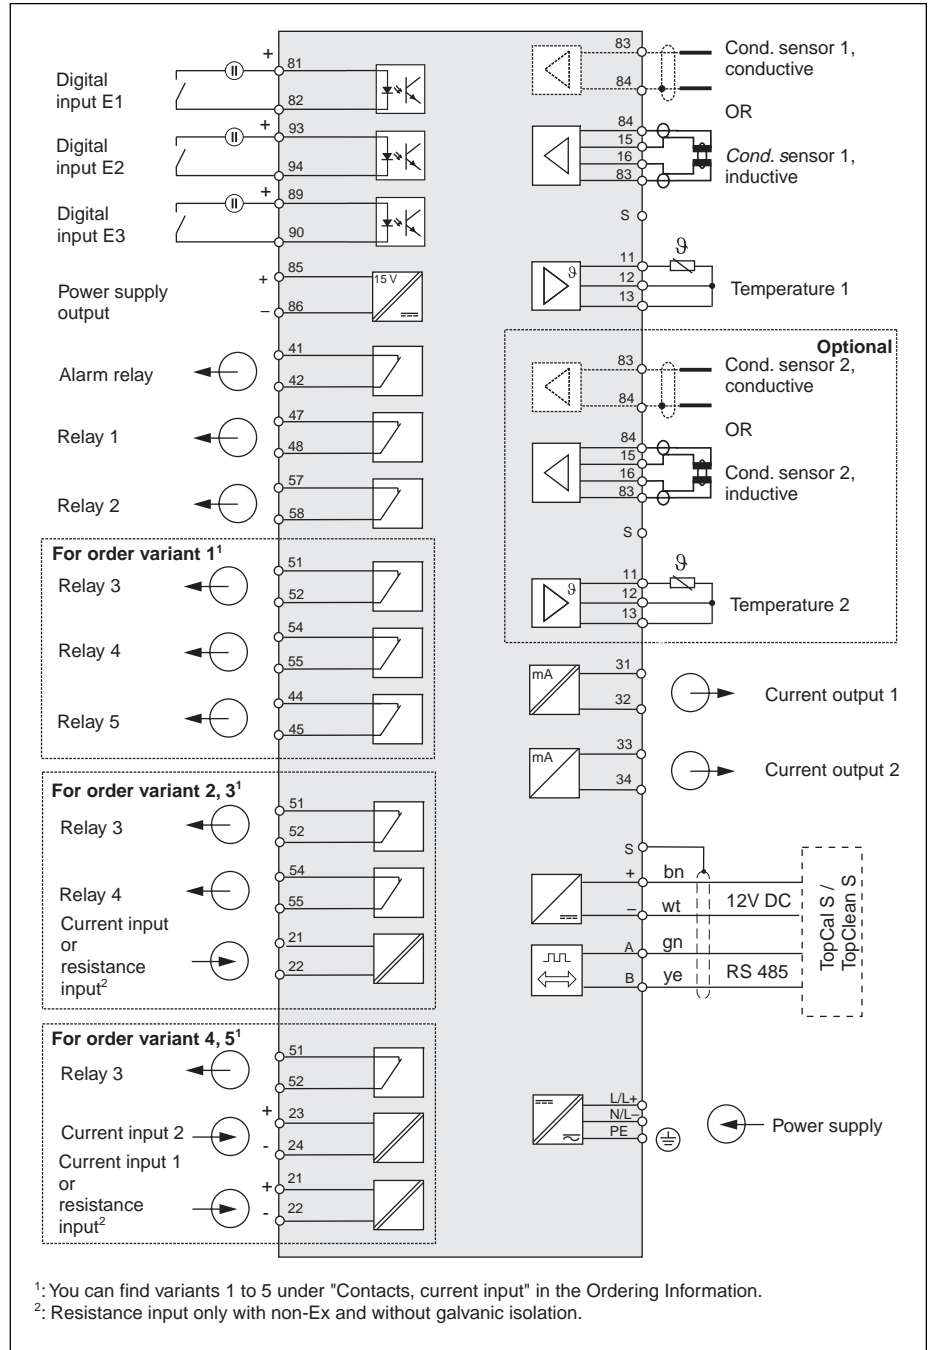 81
82
+
Digital
input E1
93
94
+
Digital
input E2
89
90
+
Digital
input E3
85
86
+
–
15 V
Power supply
output
41
42
Alarm relay
47
48
Relay 1
57
58
Relay 2
For order variant 1¹
51
52
Relay 3
54
55
Relay 4
44
45
Relay 5
For order variant 2, 3¹
51
52
Relay 3
54
55
Relay 4
Current input
or
resistance
input²
21
22
For order variant 4, 5¹
51
52
Relay 3
+
23
-
24
Current input 2
Current input 1
or
resistance
input²
+
21
-
22
83
84
Cond. sensor 1,
conductive
OR
84
15
16
83
Cond. sensor 1,
inductive
S
11
12
13
ϑ
ϑ
Temperature 1
Optional
83
84
Cond. sensor 2,
conductive
OR
84
15
16
83
Cond. sensor 2,
inductive
S
11
12
13
ϑ
ϑ
Temperature 2
mA
31
32
Current output 1
mA
33
34
Current output 2
S
+
bn
–
wt
12V DC
A
gn
B
ye
RS 485
TopCal S /
TopClean S
L/L+
N/L–
PE
Power supply
¹: You can find variants 1 to 5 under "Contacts, current input" in the Ordering Information.
²: Resistance input only with non-Ex and without galvanic isolation.